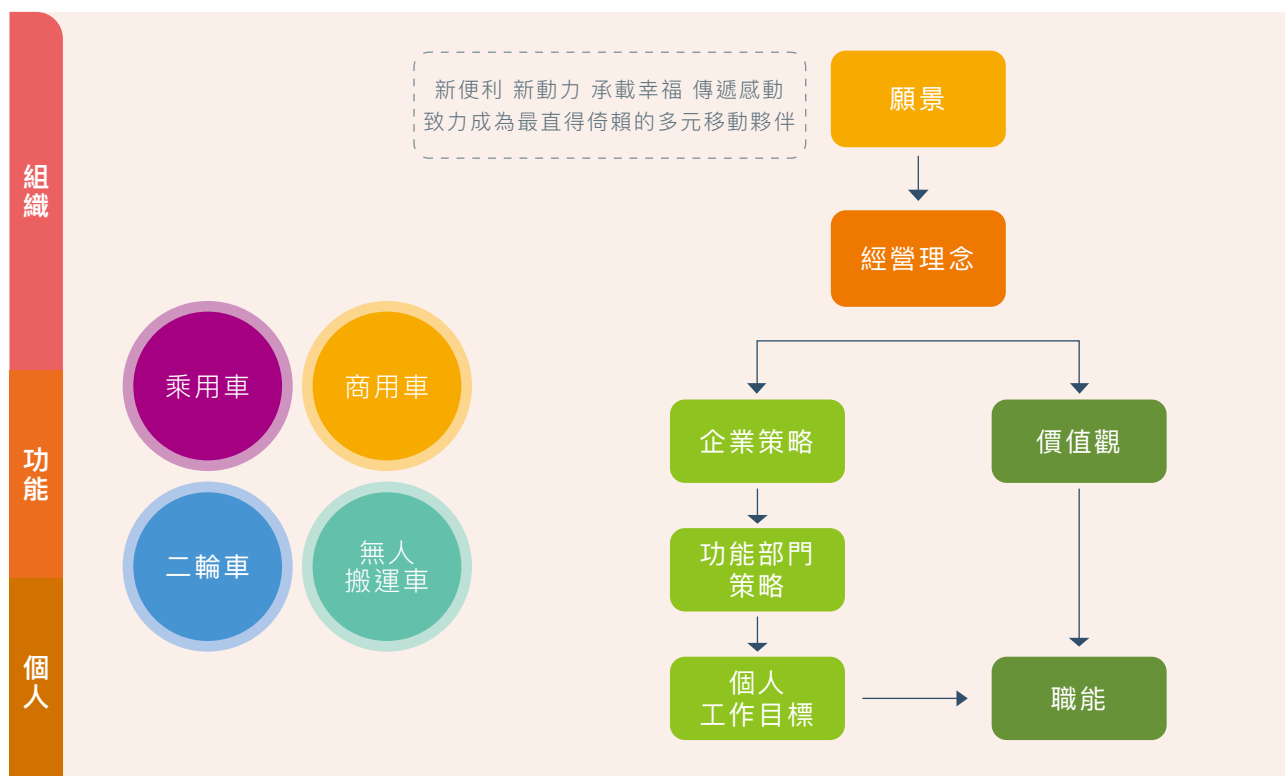 組織
功能
個人
新便利 新動力 承載幸福 傳遞感動
致力成為最直得倚賴的多元移動夥伴
願景
經營理念
乘用車
商用車
二輪車
無人
搬運車
企業策略
價值觀
功能部門
策略
個人
工作目標
職能